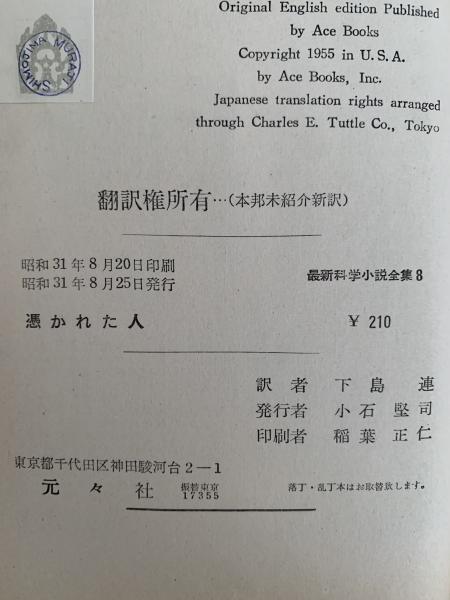 SHIMOJIMA MURAJI
Original English edition Published
by Ace Books
Copyright 1955 in U. S. A.
by Ace Books, Inc.
Japanese translation rights arranged
through Charles E. Tuttle Co., Tokyo
翻訳権所有…(本邦未紹介新訳)
昭和31年8月20日印刷
昭和31年8月25日発行
最新科学小説全集8
憑かれた人
¥ 210
訳者 下島 連
発行者 小石堅司
印刷者 稲葉正仁
東京都千代田区神田駿河台2―1
元々社 振替東京
17355
落丁・乱丁本はお取替致します。